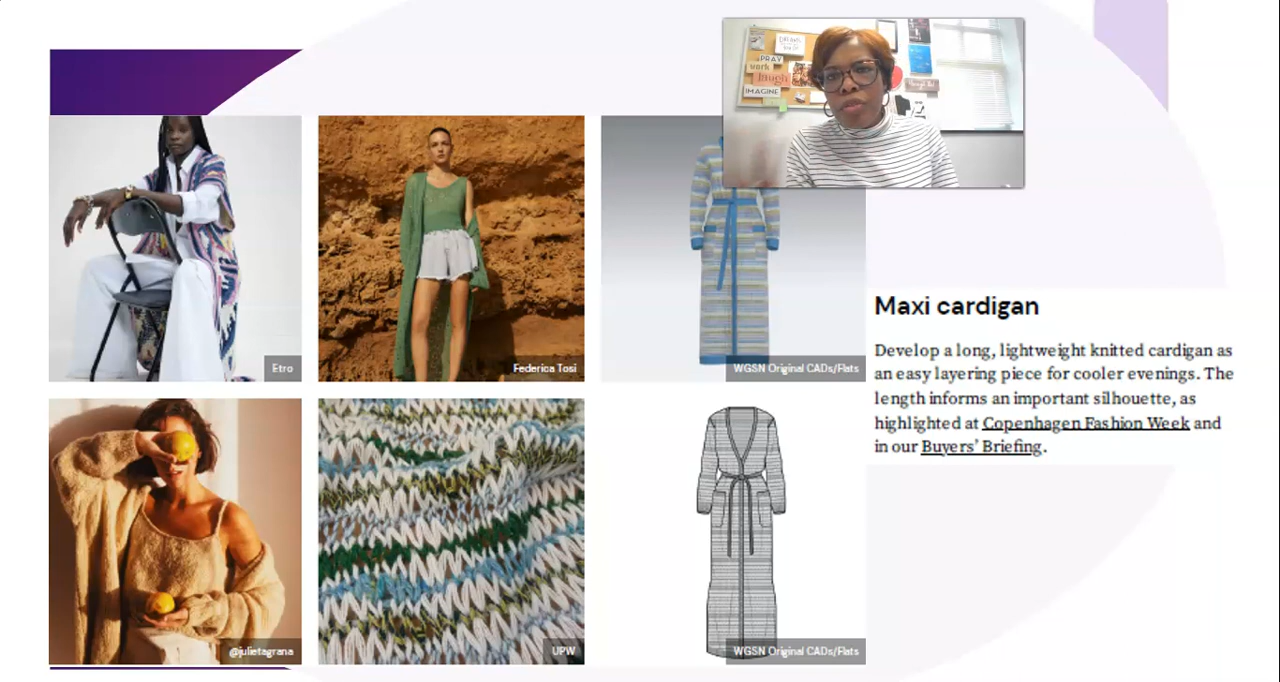 PRAY
work
laugh
IMAGINE
Etro
Federica Tosi
WGSN Original CADs/Flats
Maxi cardigan
Develop a long, lightweight knitted cardigan as
an easy layering piece for cooler evenings. The
length informs an important silhouette, as
highlighted at Copenhagen Fashion Week and
in our Buyers' Briefing.
@julietagrana
UPW
WGSN Original CADs/Flats